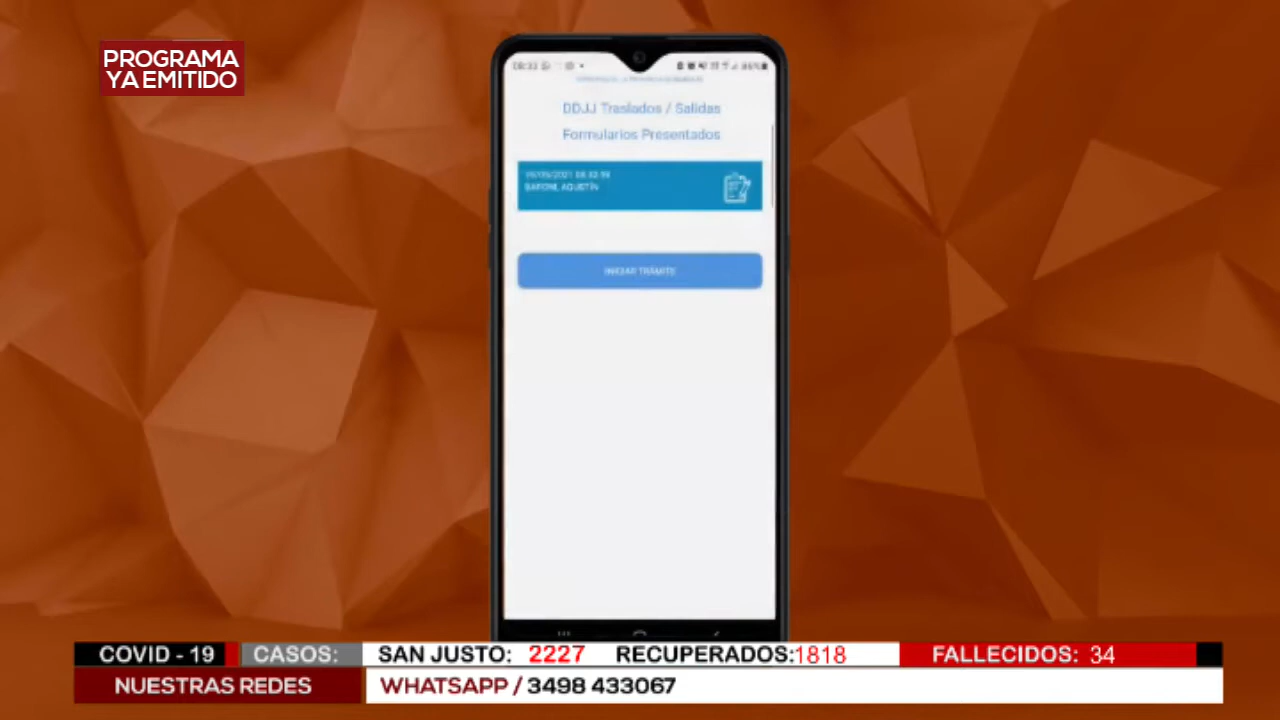 PROGRAMA
YA EMITIDO
DDJJ Traslados / Salidas
Formularios Presentados
AGUSTÍN
INICIAR TRÁMITE
COVID - 19 CASOS: SAN JUSTO: 2227 RECUPERADOS:1818 FALLECIDOS: 34
NUESTRAS REDES WHATSAPP / 3498 433067